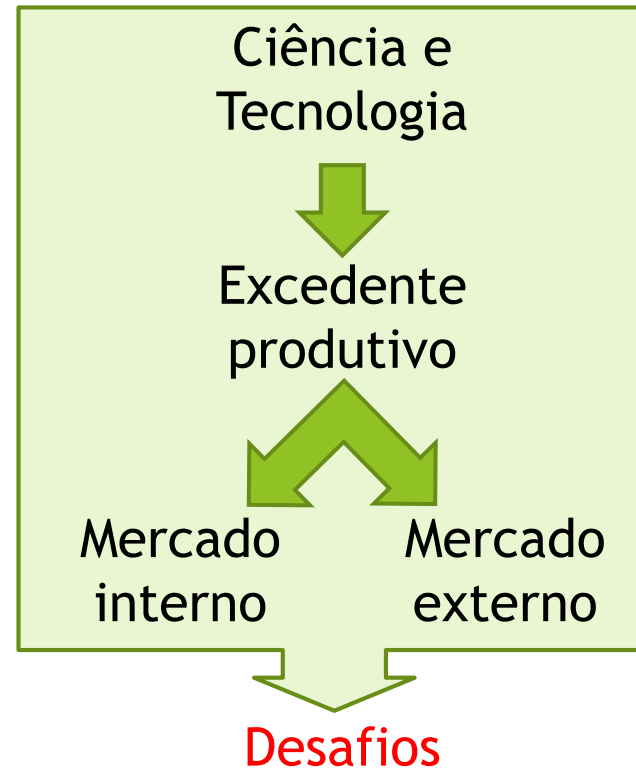 Ciência e
Tecnologia
Excedente
produtivo
Mercado
interno
Mercado
externo
Desafios